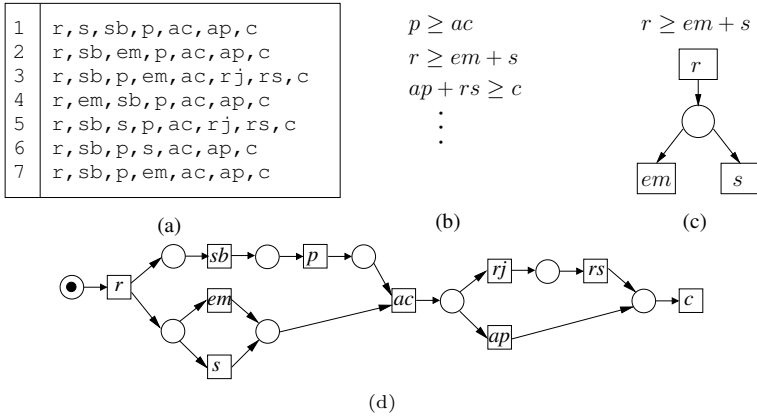 1 r,s,sb,p,ac,ap,c
2 r,sb,em,p,ac,ap,c
3 r,sb,p,em,ac,rj,rs,c
4 r,em,sb,p,ac,ap,c
5 r,sb,s,p,ac,rj,rs,c
6 r,sb,p,s,ac,ap,c
7 r,sb,p,em,ac,ap,c
(a)
p ≥ ac
r ≥ em + s
ap + rs ≥ c
⋮
(b)
r ≥ em + s
r
em s
(c)
sb p rj rs
r em ac c
s ap
(d)